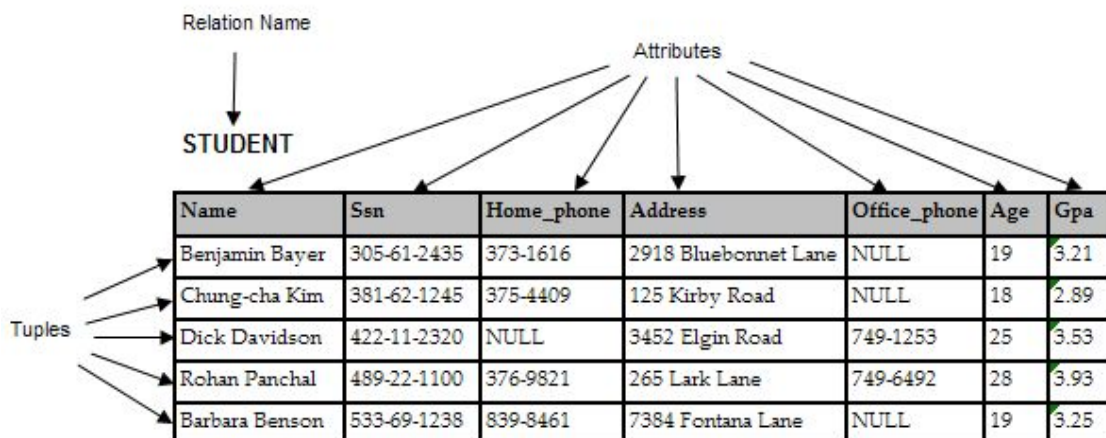 Relation Name
Attributes
STUDENT
Name Ssn Home_phone Address Office_phone Age Gpa
Benjamin Bayer 305-61-2435 373-1616 2918 Bluebonnet Lane NULL 19 3.21
Chung-cha Kim 381-62-1245 375-4409 125 Kirby Road NULL 18 2.89
Tuples
Dick Davidson 422-11-2320 NULL 3452 Elgin Road 749-1253 25 3.53
Rohan Panchal 489-22-1100 376-9821 265 Lark Lane 749-6492 28 3.93
Barbara Benson 533-69-1238 839-8461 7384 Fontana Lane NULL 19 3.25